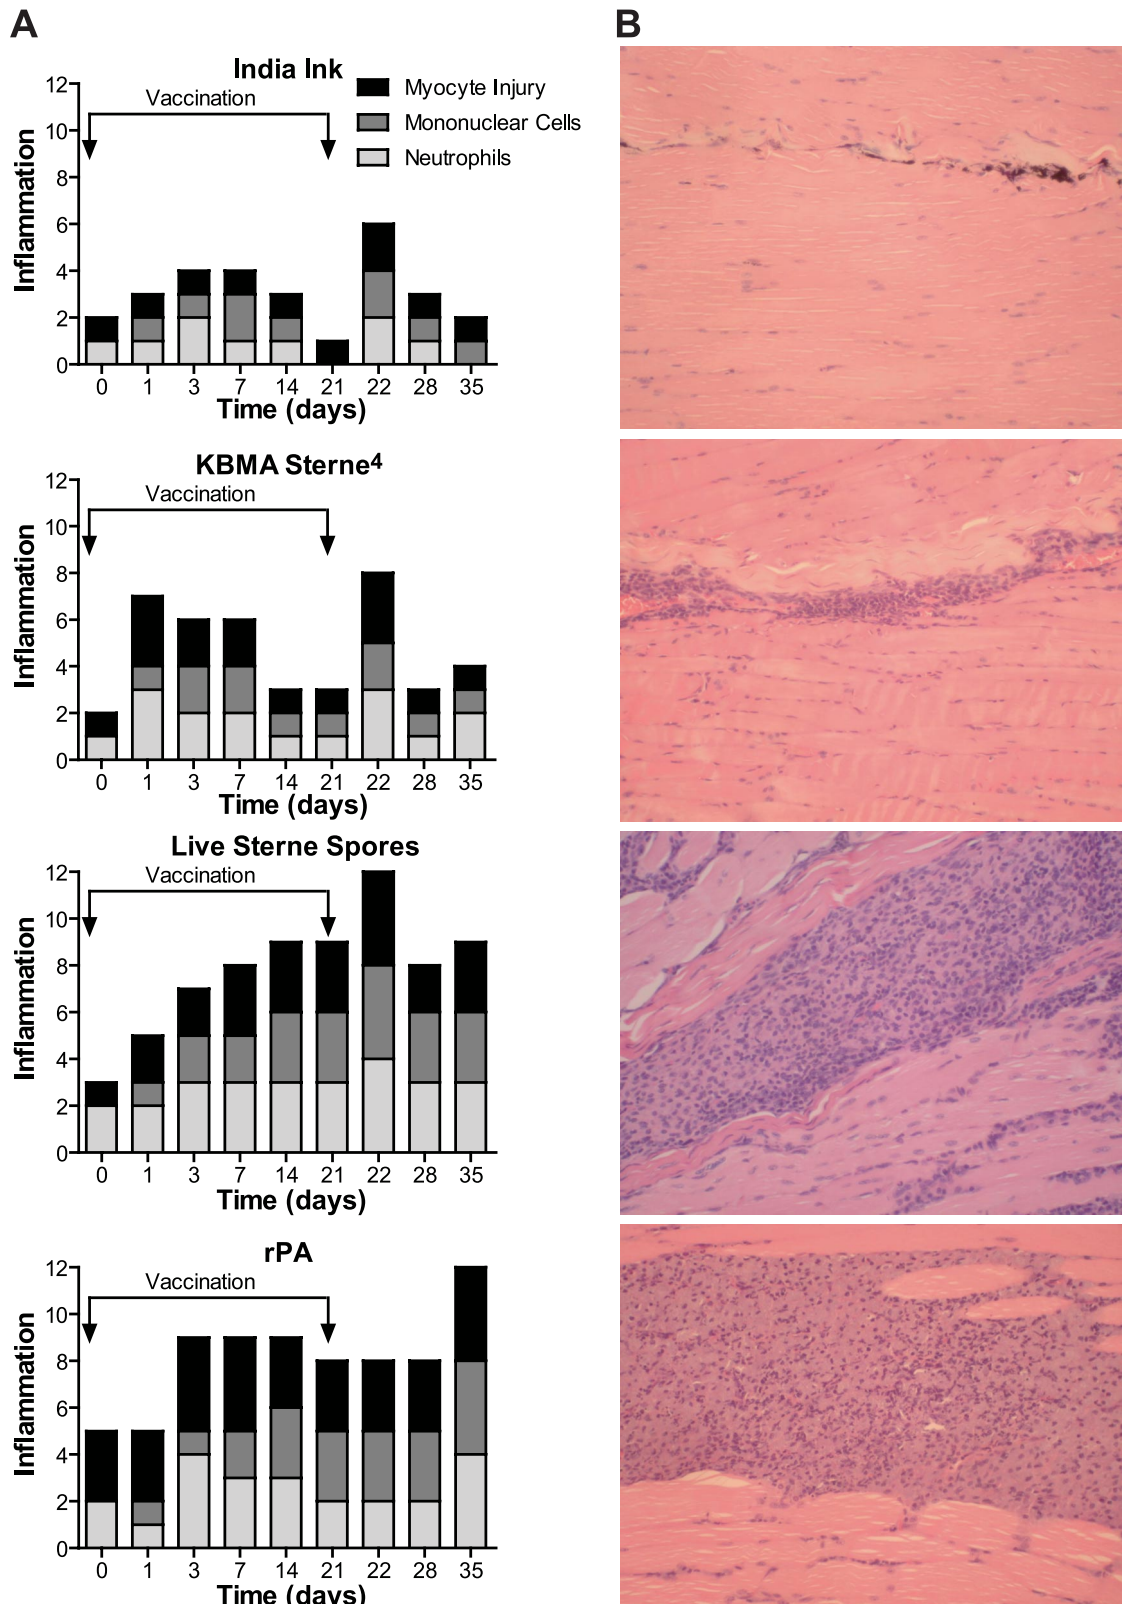 A
B
India Ink
Vaccination
Myocyte Injury
Mononuclear Cells
Neutrophils
Inflammation
12
10
8
6
4
2
0
0 1 3 7 14 21 22 28 35
Time (days)
KBMA Sterne4
Vaccination
Inflammation
12
10
8
6
4
2
0
0 1 3 7 14 21 22 28 35
Time (days)
Live Sterne Spores
Vaccination
Inflammation
12
10
8
6
4
2
0
0 1 3 7 14 21 22 28 35
Time (days)
rPA
Vaccination
Inflammation
12
10
8
6
4
2
0
0 1 3 7 14 21 22 28 35
Time (days)